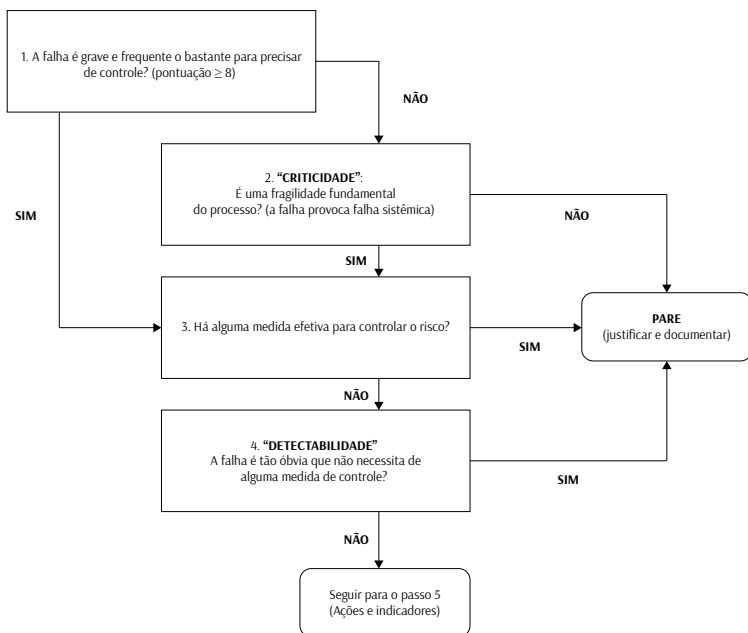 1. A falha é grave e frequente o bastante para precisar
de controle? (pontuação ≥ 8)
NÃO
2. “CRITICIDADE”:
É uma fragilidade fundamental
do processo? (a falha provoca falha sistêmica)
SIM
NÃO
SIM
3. Há alguma medida efetiva para controlar o risco?
SIM
PARE
(justificar e documentar)
NÃO
4. “DETECTABILIDADE”
A falha é tão óbvia que não necessita de
alguma medida de controle?
SIM
NÃO
Seguir para o passo 5
(Ações e indicadores)